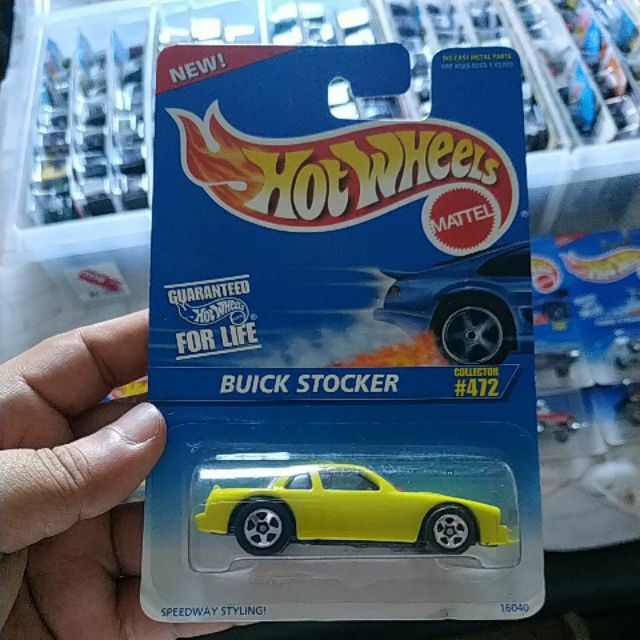 NEW!
DIE-CAST METAL PARTS
FOR AGES OVER 3 YEARS
HOT WHEELS
®
MATTEL
GUARANTEED
HOT WHEELS
FOR LIFE
BUICK STOCKER
COLLECTOR
#472
SPEEDWAY STYLING!
16040